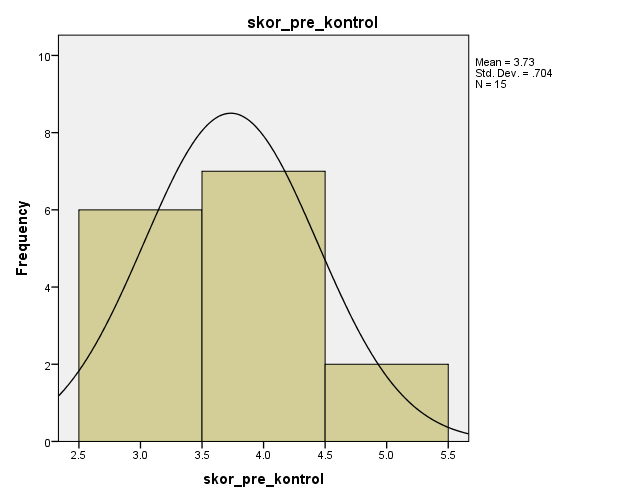 skor_pre_kontrol
Mean = 3.73
Std. Dev. = .704
N = 15
10
8
6
4
2
0
Frequency
2.5 3.0 3.5 4.0 4.5 5.0 5.5
skor_pre_kontrol